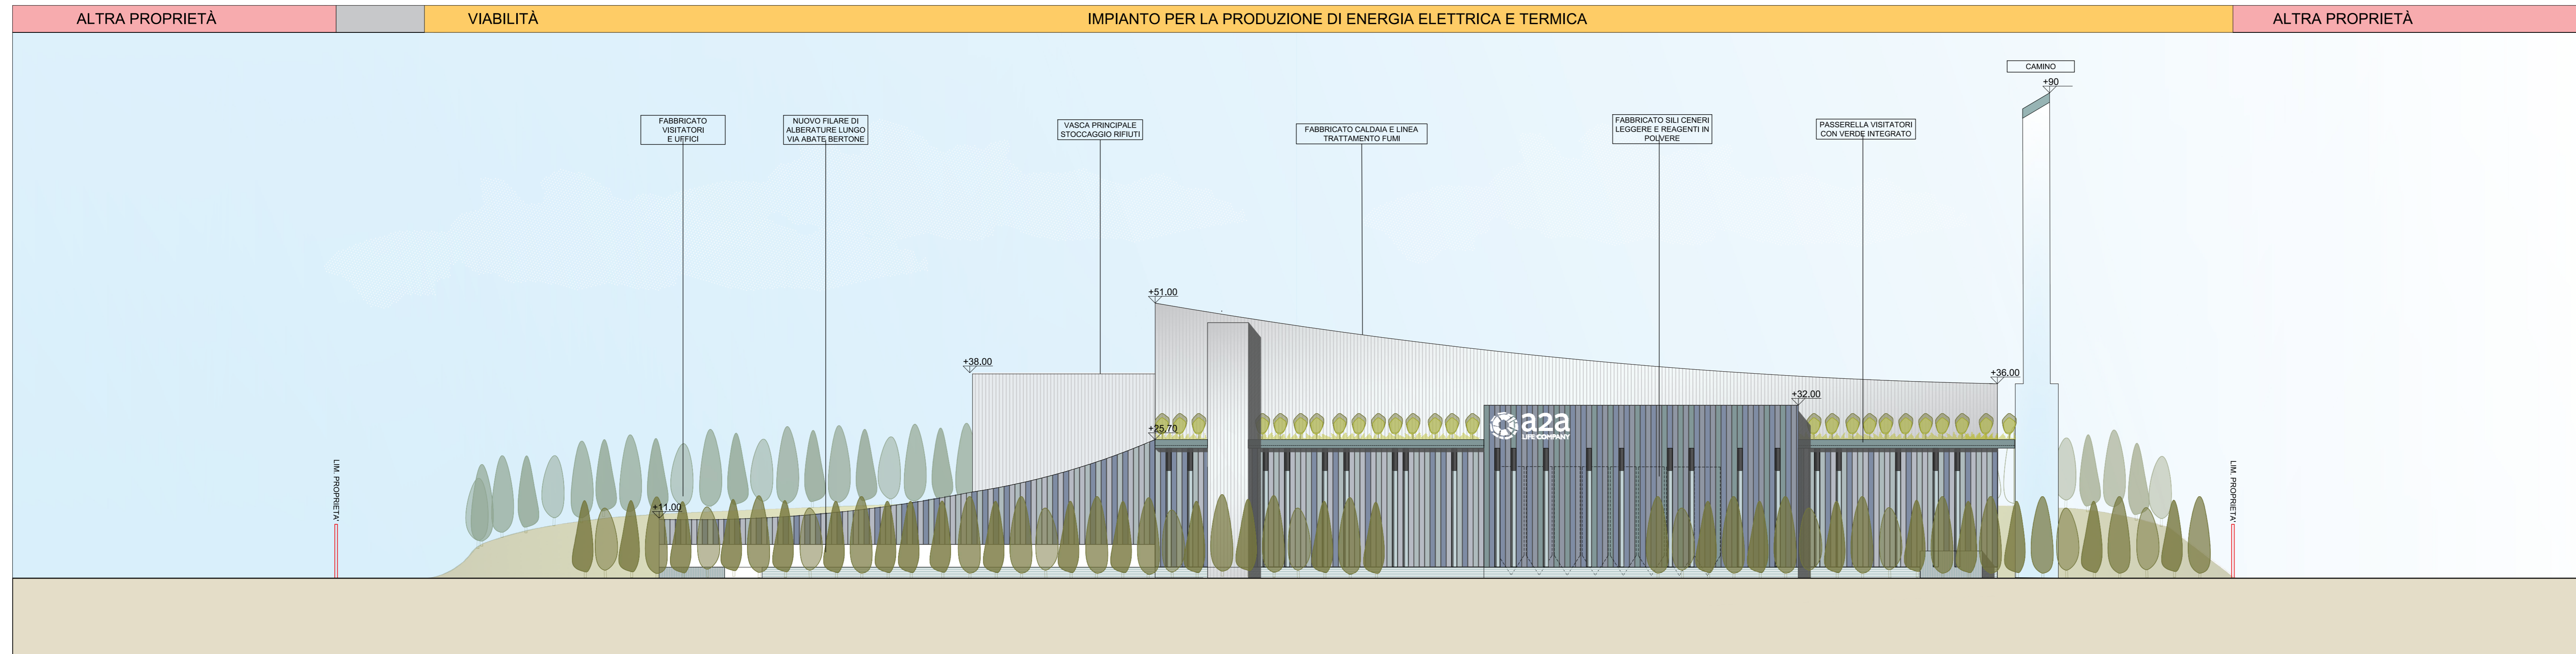 ALTRA PROPRIETÀ
VIABILITÀ
IMPIANTO PER LA PRODUZIONE DI ENERGIA ELETTRICA E TERMICA
ALTRA PROPRIETÀ
CAMINO
+90
FABBRICATO
VISITATORI
E UFFICI
NUOVO FILARE DI
ALBERATURE LUNGO
VIA ABATE BERTONE
VASCA PRINCIPALE
STOCCAGGIO RIFIUTI
FABBRICATO CALDAIA E LINEA
TRATTAMENTO FUMI
FABBRICATO SILI CENERI
LEGGERE E REAGENTI IN
POLVERE
PASSERELLA VISITATORI
CON VERDE INTEGRATO
+51,00
+38,00
+36,00
+32,00
+25,70
a2a
LIFE COMPANY
+11,00
LIM. PROPRIETA'
LIM. PROPRIETA'